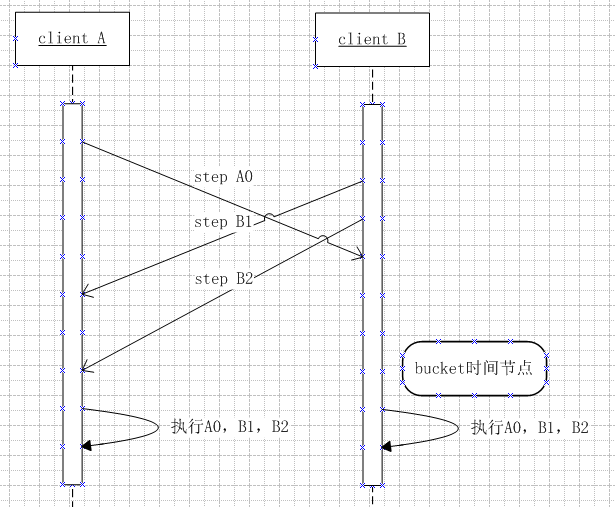 client A
client B
step A0
step B1
step B2
bucket时间节点
执行A0，B1，B2
执行A0，B1，B2